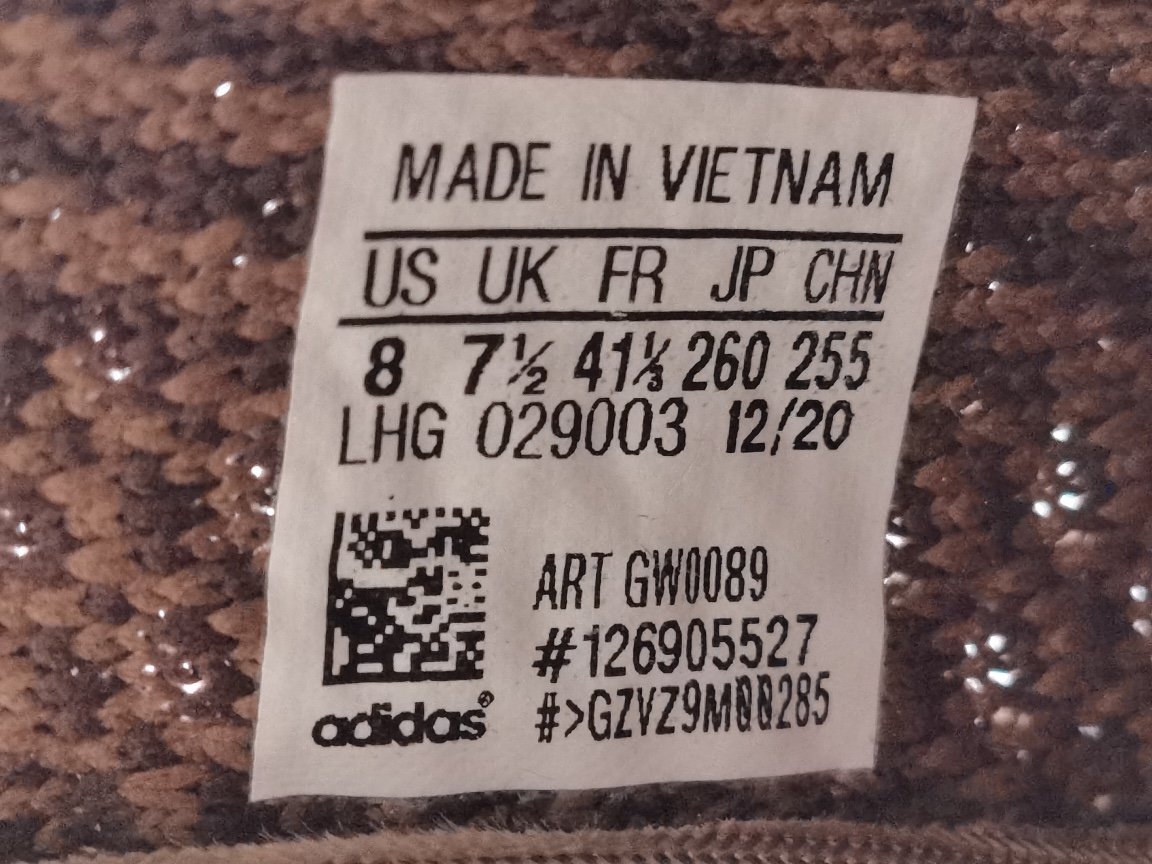 MADE IN VIETNAM
US UK FR JP CHN
8 7½ 41⅓ 260 255
LHG 029003 12/20
ART GW0089
#126905527
#>GZVZ9M00285
adidas®